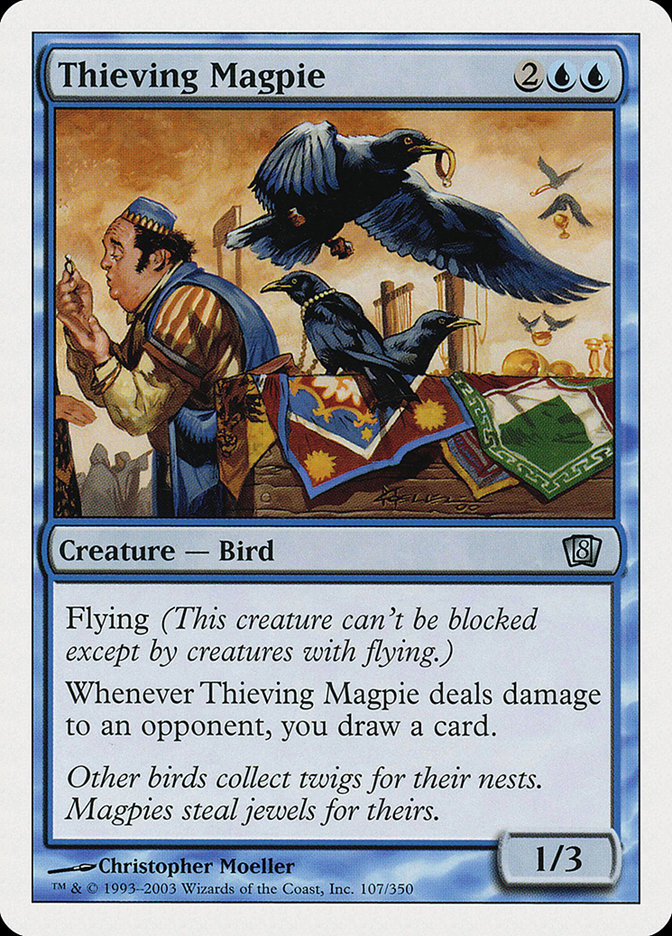 Thieving Magpie 2
Creature — Bird 8
Flying (This creature can't be blocked
except by creatures with flying.)
Whenever Thieving Magpie deals damage
to an opponent, you draw a card.
Other birds collect twigs for their nests.
Magpies steal jewels for theirs.
1/3
Christopher Moeller
™ & © 1993–2003 Wizards of the Coast, Inc. 107/350